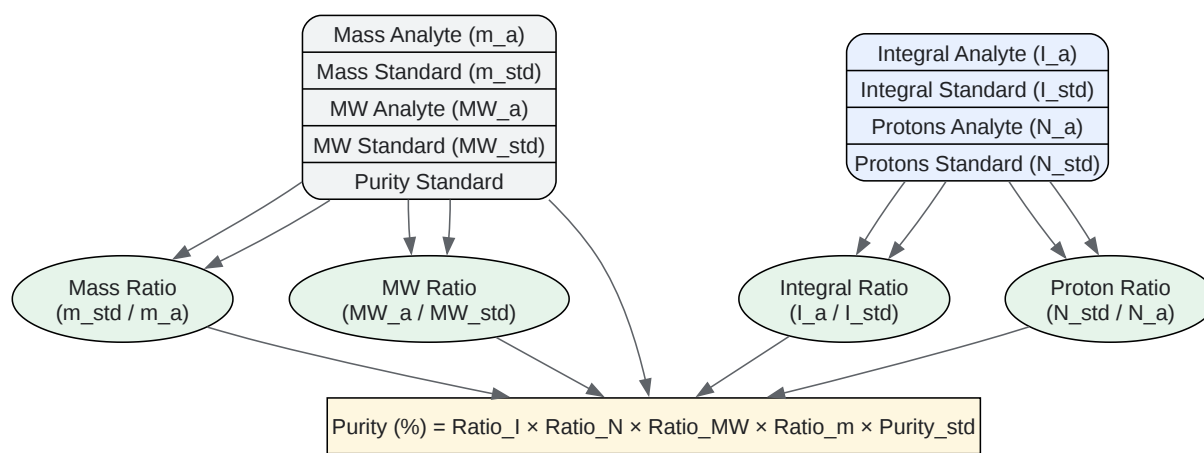 Mass Analyte (m_a)
Mass Standard (m_std)
MW Analyte (MW_a)
MW Standard (MW_std)
Purity Standard
Integral Analyte (I_a)
Integral Standard (I_std)
Protons Analyte (N_a)
Protons Standard (N_std)
Mass Ratio
(m_std / m_a)
MW Ratio
(MW_a / MW_std)
Integral Ratio
(I_a / I_std)
Proton Ratio
(N_std / N_a)
Purity (%) = Ratio_I × Ratio_N × Ratio_MW × Ratio_m × Purity_std